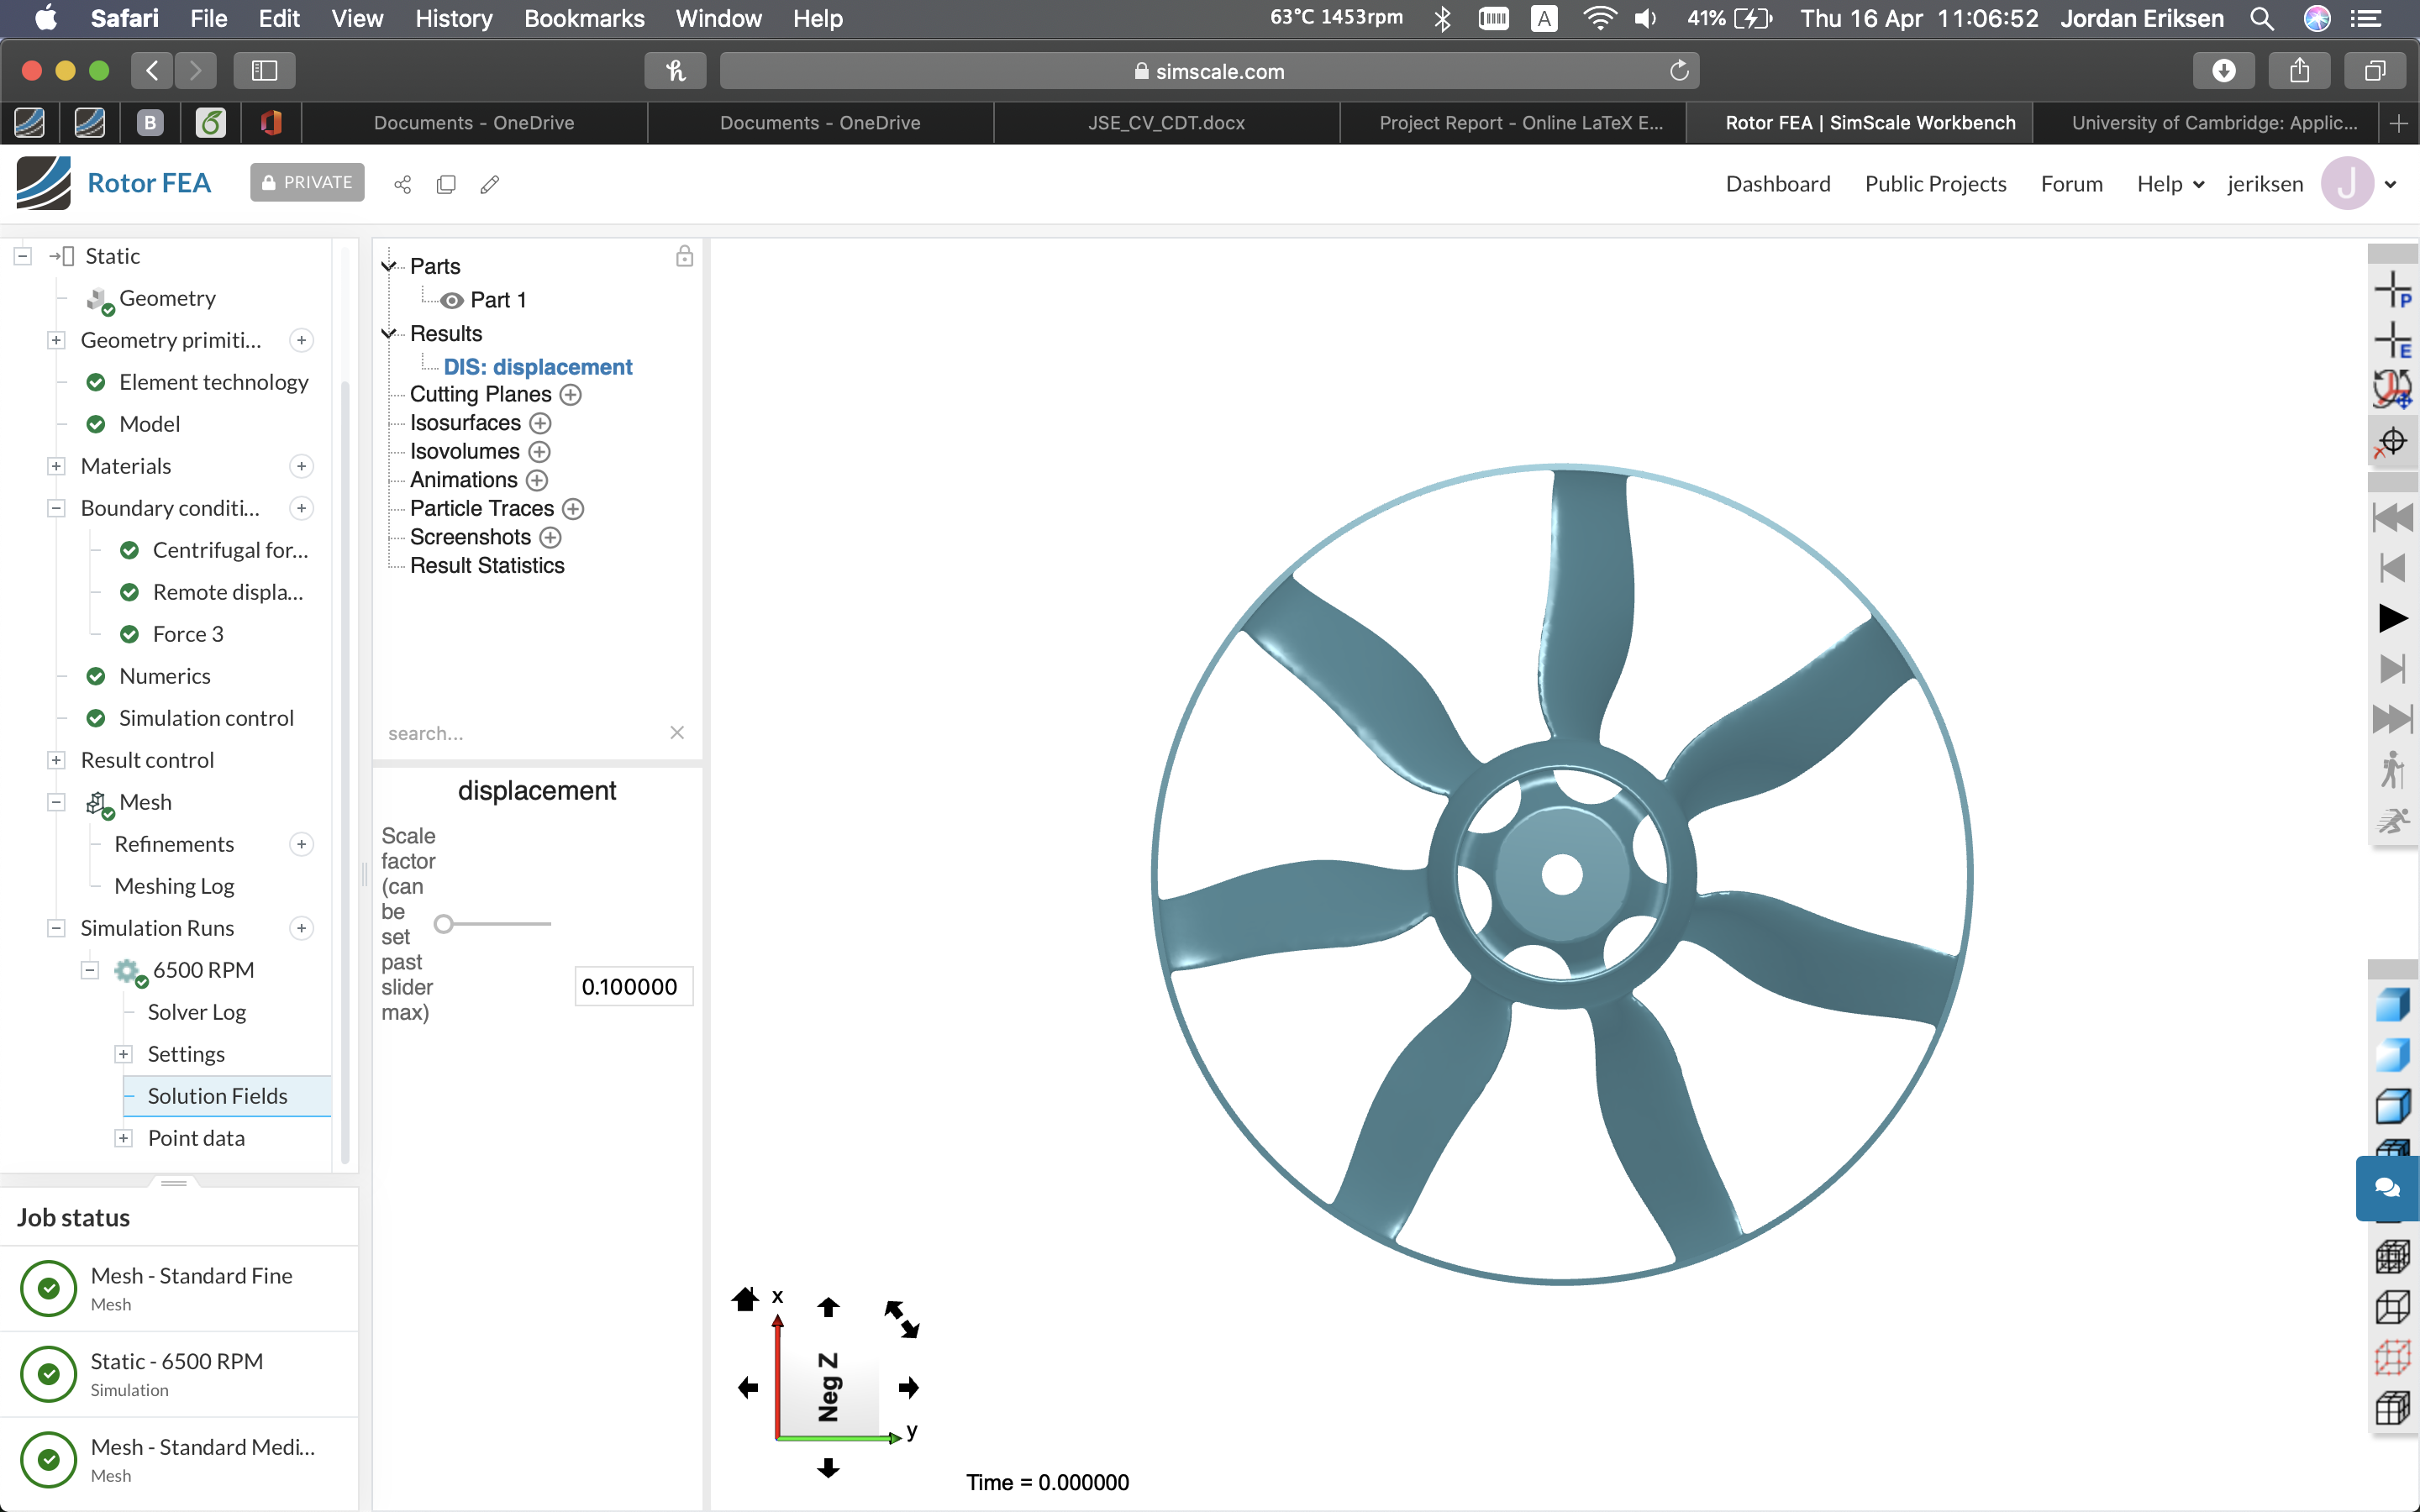 Safari File Edit View History Bookmarks Window Help 63°C 1453rpm A 41% Thu 16 Apr 11:06:52 Jordan Eriksen
simscale.com
B Documents - OneDrive Documents - OneDrive JSE_CV_CDT.docx Project Report - Online LaTeX E... Rotor FEA | SimScale Workbench University of Cambridge: Applic...
Rotor FEA PRIVATE Dashboard Public Projects Forum Help jeriksen J
Static
Geometry
Geometry primiti...
Element technology
Model
Materials
Boundary conditi...
Centrifugal for...
Remote displa...
Force 3
Numerics
Simulation control
Result control
Mesh
Refinements
Meshing Log
Simulation Runs
6500 RPM
Solver Log
Settings
Solution Fields
Point data
Job status
Mesh - Standard Fine
Mesh
Static - 6500 RPM
Simulation
Mesh - Standard Medi...
Mesh
Parts
Part 1
Results
DIS: displacement
Cutting Planes
Isosurfaces
Isovolumes
Animations
Particle Traces
Screenshots
Result Statistics
search...
displacement
Scale
factor
(can
be
set
past
slider
max)
0.100000
x
Neg Z
y
Time = 0.000000
P
E